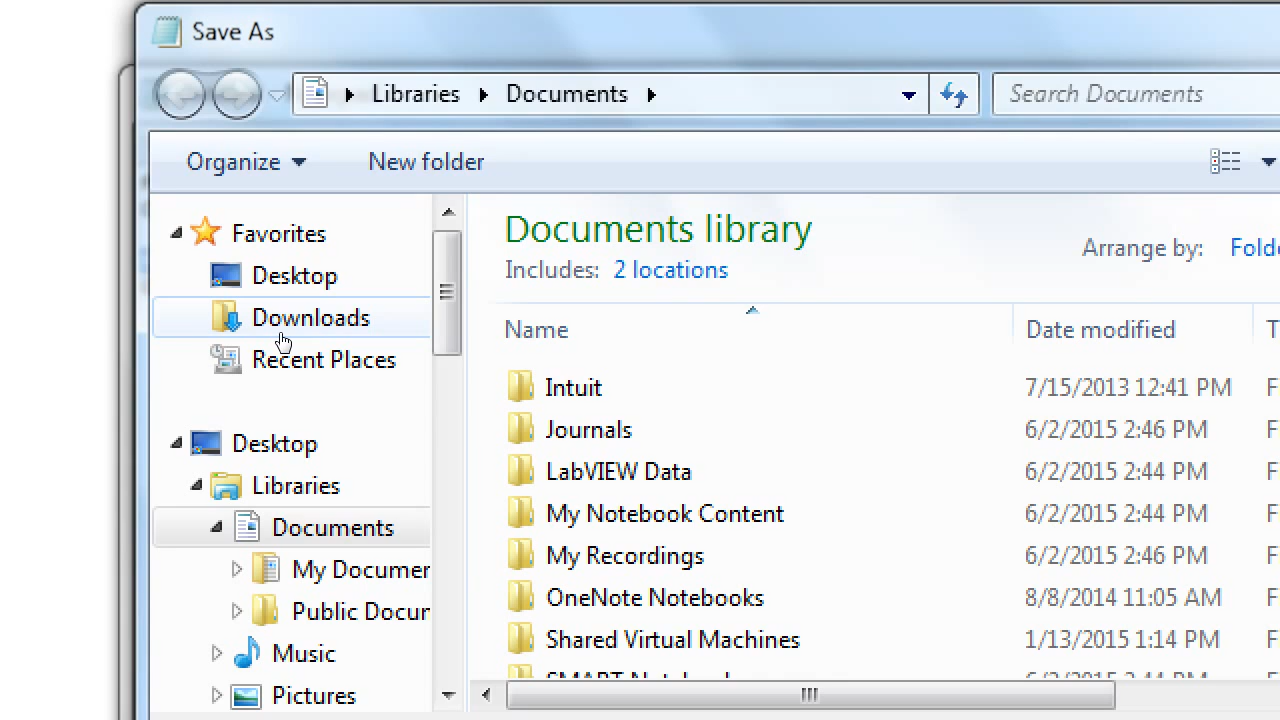 Save As
Libraries Documents
Search Documents
Organize
New folder
Favorites
Desktop
Downloads
Recent Places
Desktop
Libraries
Documents
My Documen
Public Docum
Music
Pictures
Documents library
Includes: 2 locations
Arrange by: Folde
Name
Date modified
T
Intuit 7/15/2013 12:41 PM F
Journals 6/2/2015 2:46 PM F
LabVIEW Data 6/2/2015 2:44 PM F
My Notebook Content 6/2/2015 2:44 PM F
My Recordings 6/2/2015 2:46 PM F
OneNote Notebooks 8/8/2014 11:05 AM F
Shared Virtual Machines 1/13/2015 1:14 PM F